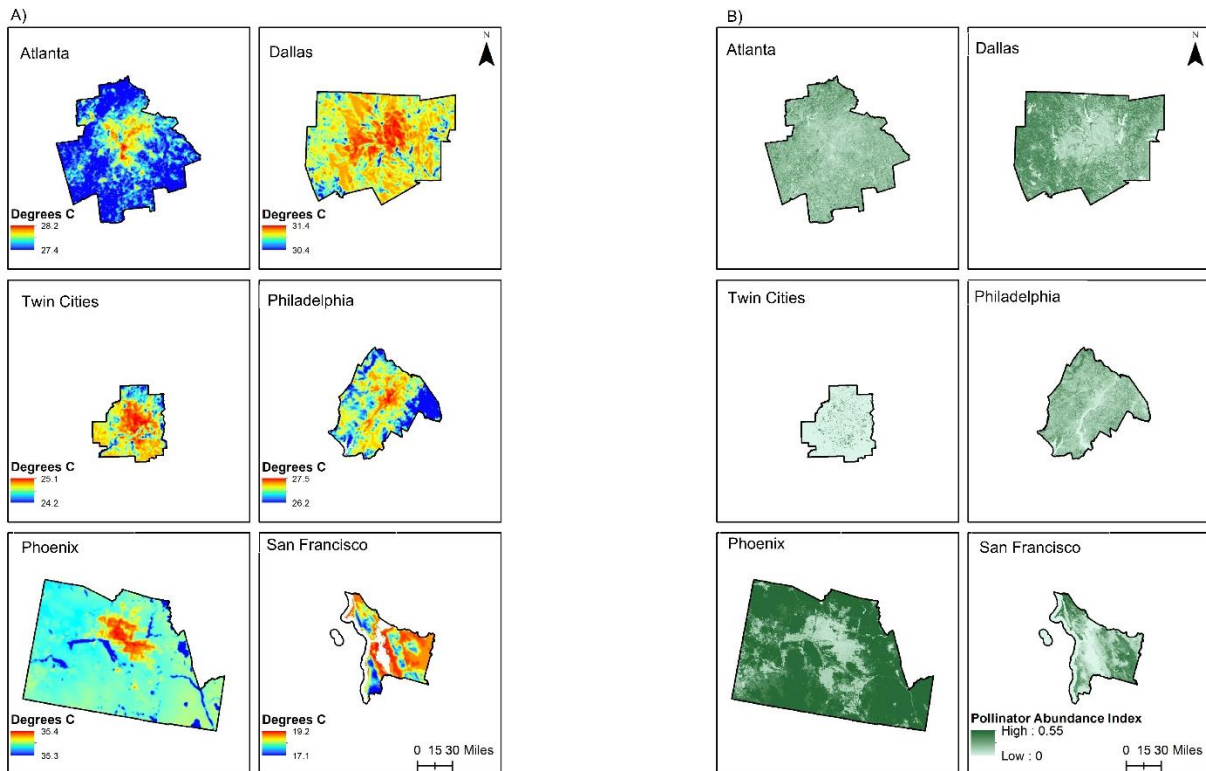 A)
Atlanta
Dallas
N
Degrees C
28.2
27.4
Degrees C
31.4
30.4
Twin Cities
Philadelphia
Degrees C
25.1
24.2
Degrees C
27.5
26.2
Phoenix
San Francisco
Degrees C
35.4
35.3
Degrees C
19.2
17.1
0 15 30 Miles
B)
Atlanta
Dallas
N
Twin Cities
Philadelphia
Phoenix
San Francisco
Pollinator Abundance Index
High : 0.55
Low : 0
0 15 30 Miles